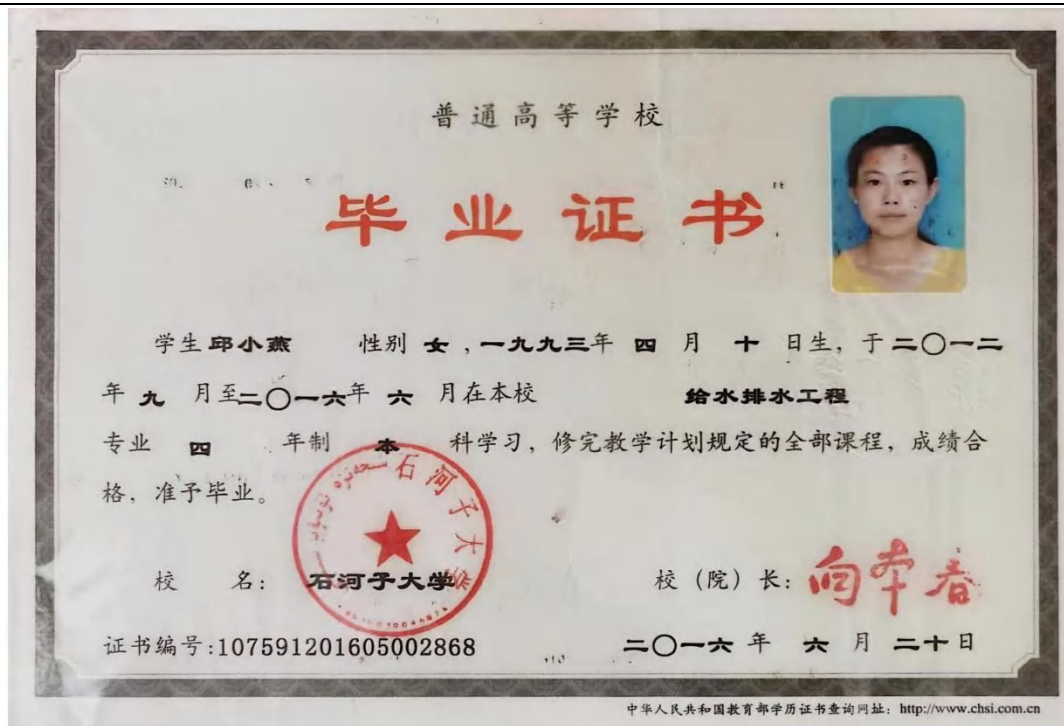 普通高等学校
毕业证书
学生 邱小燕 性别 女 ，一九九三年 四 月 十 日生，于二〇一二
年 九 月至二〇一六年 六 月在本校 给水排水工程
专业 四 年制 本 科学习，修完教学计划规定的全部课程，成绩合
格，准予毕业。
石河子大学
校 名： 石河子大学 校（院）长：向本春
证书编号:107591201605002868 二〇一六 年 六 月 二十日
中华人民共和国教育部学历证书查询网址：http://www.chsi.com.cn